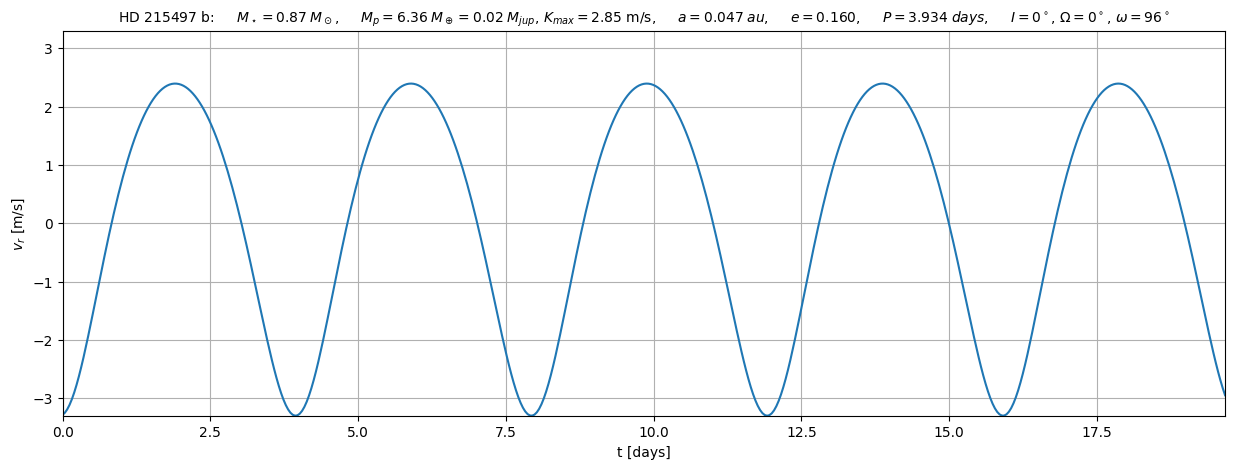 HD 215497 b: M⋆ = 0.87 M⊙, Mp = 6.36 M⊕ = 0.02 Mjup, Kmax = 2.85 m/s, a = 0.047 au, e = 0.160, P = 3.934 days, I = 0°, Ω = 0°, ω = 96°
3
2
1
0
−1
−2
−3
vr [m/s]
0.0 2.5 5.0 7.5 10.0 12.5 15.0 17.5
t [days]